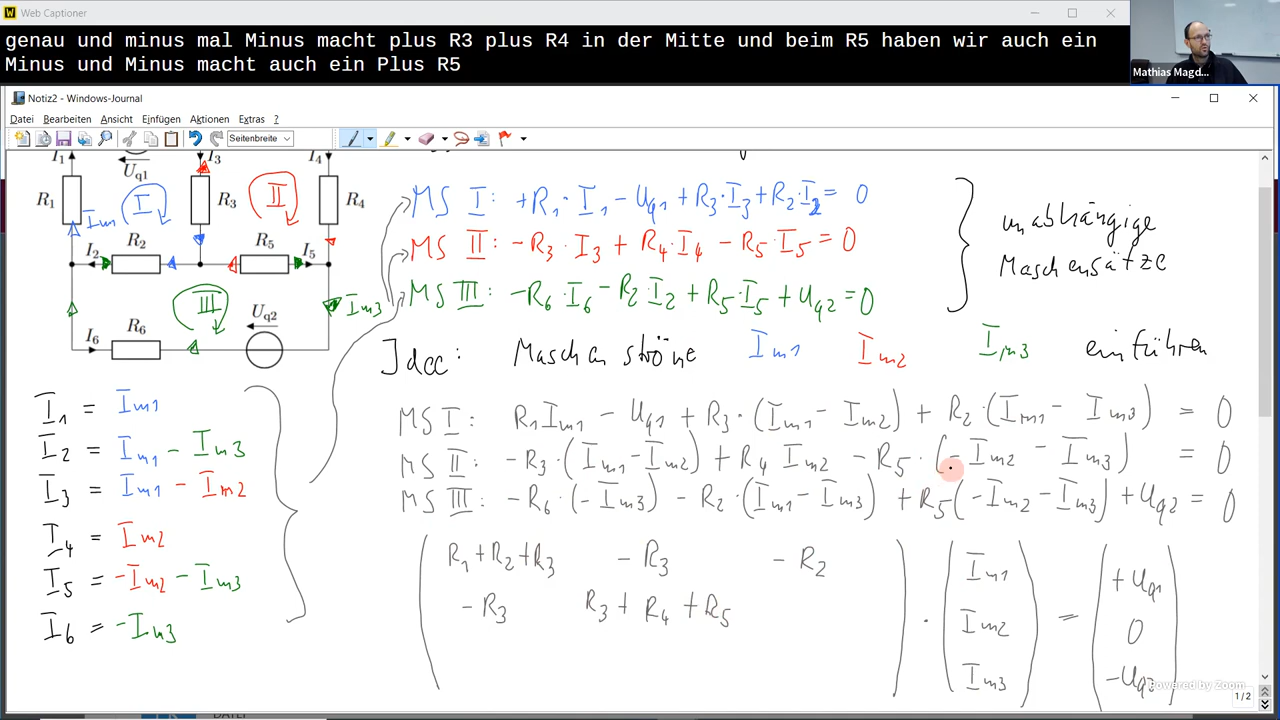 Web Captioner
genau und minus mal Minus macht plus R3 plus R4 in der Mitte und beim R5 haben wir auch ein
Minus und Minus macht auch ein Plus R5
Mathias Magd...
Notiz2 - Windows-Journal
Datei Bearbeiten Ansicht Einfügen Aktionen Extras ?
Seitenbreite
I1 Uq1 I3 I4
R1 I R3 II R4
Im1
I2 R2 R5 I5
III Im3
Uq2
I6 R6
MS I: +R1·I1 - Uq1 + R3·I3 + R2·I2 = 0
MS II: -R3·I3 + R4·I4 - R5·I5 = 0
MS III: -R6·I6 - R2·I2 + R5·I5 + Uq2 = 0
unabhängige
Maschensätze
Idee: Maschenströme Im1 Im2 Im3 einführen
I1 = Im1
I2 = Im1 - Im3
I3 = Im1 - Im2
I4 = Im2
I5 = -Im2 - Im3
I6 = -Im3
MS I: R1 Im1 - Uq1 + R3·(Im1 - Im2) + R2·(Im1 - Im3) = 0
MS II: -R3·(Im1 - Im2) + R4 Im2 - R5·(-Im2 - Im3) = 0
MS III: -R6·(-Im3) - R2·(Im1 - Im3) + R5(-Im2 - Im3) + Uq2 = 0
R1 + R2 + R3 - R3 - R2 Im1 +Uq1
- R3 R3 + R4 + R5 · Im2 = 0
Im3 -Uq2
Powered by Zoom
1/2